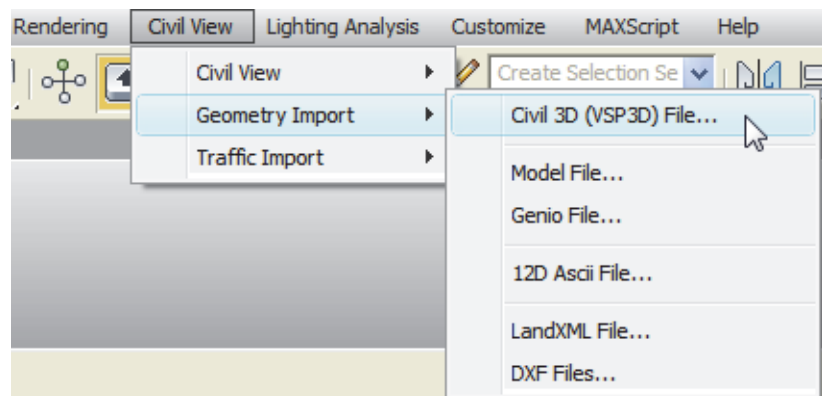 Rendering Civil View Lighting Analysis Customize MAXScript Help
Create Selection Se
Civil View
Geometry Import
Traffic Import
Civil 3D (VSP3D) File...
Model File...
Genio File...
12D Ascii File...
LandXML File...
DXF Files...